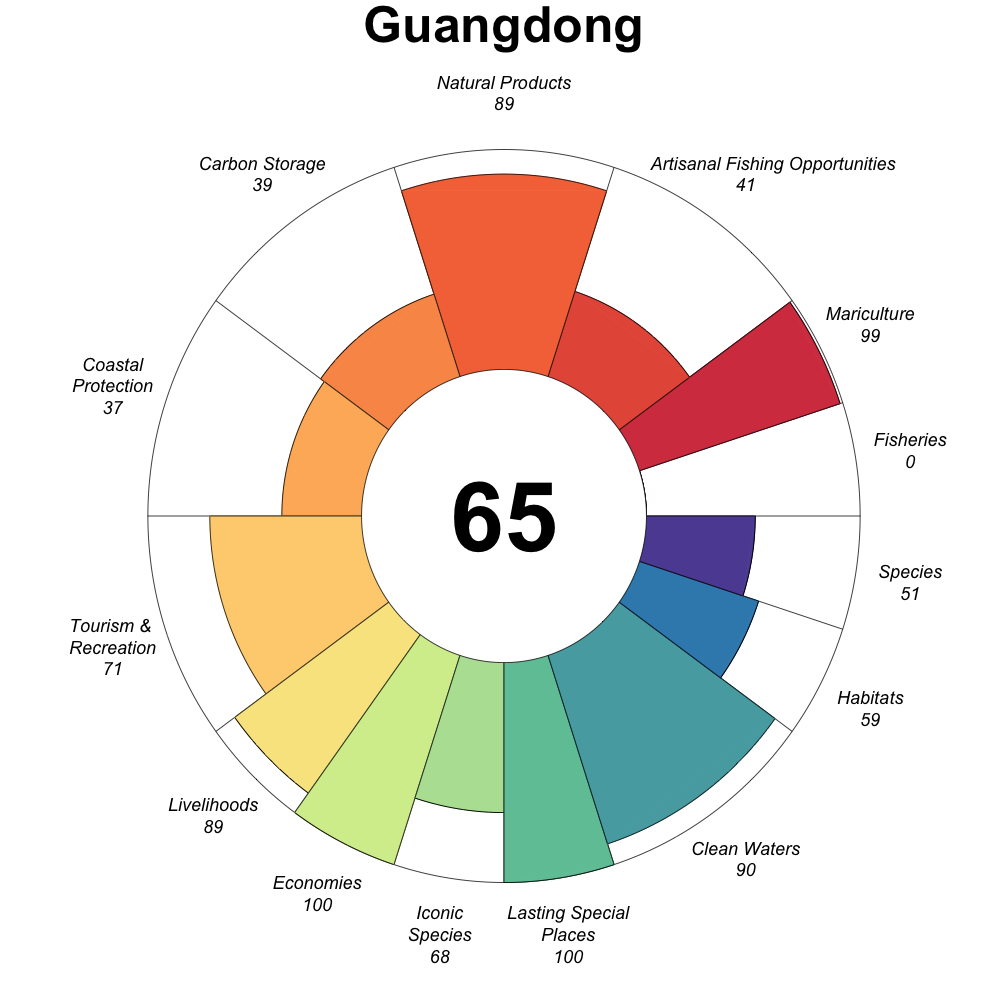 Guangdong
Natural Products
89
Carbon Storage
39
Artisanal Fishing Opportunities
41
Mariculture
99
Coastal
Protection
37
Fisheries
0
65
Species
51
Tourism &
Recreation
71
Habitats
59
Livelihoods
89
Clean Waters
90
Economies
100
Iconic
Species
68
Lasting Special
Places
100